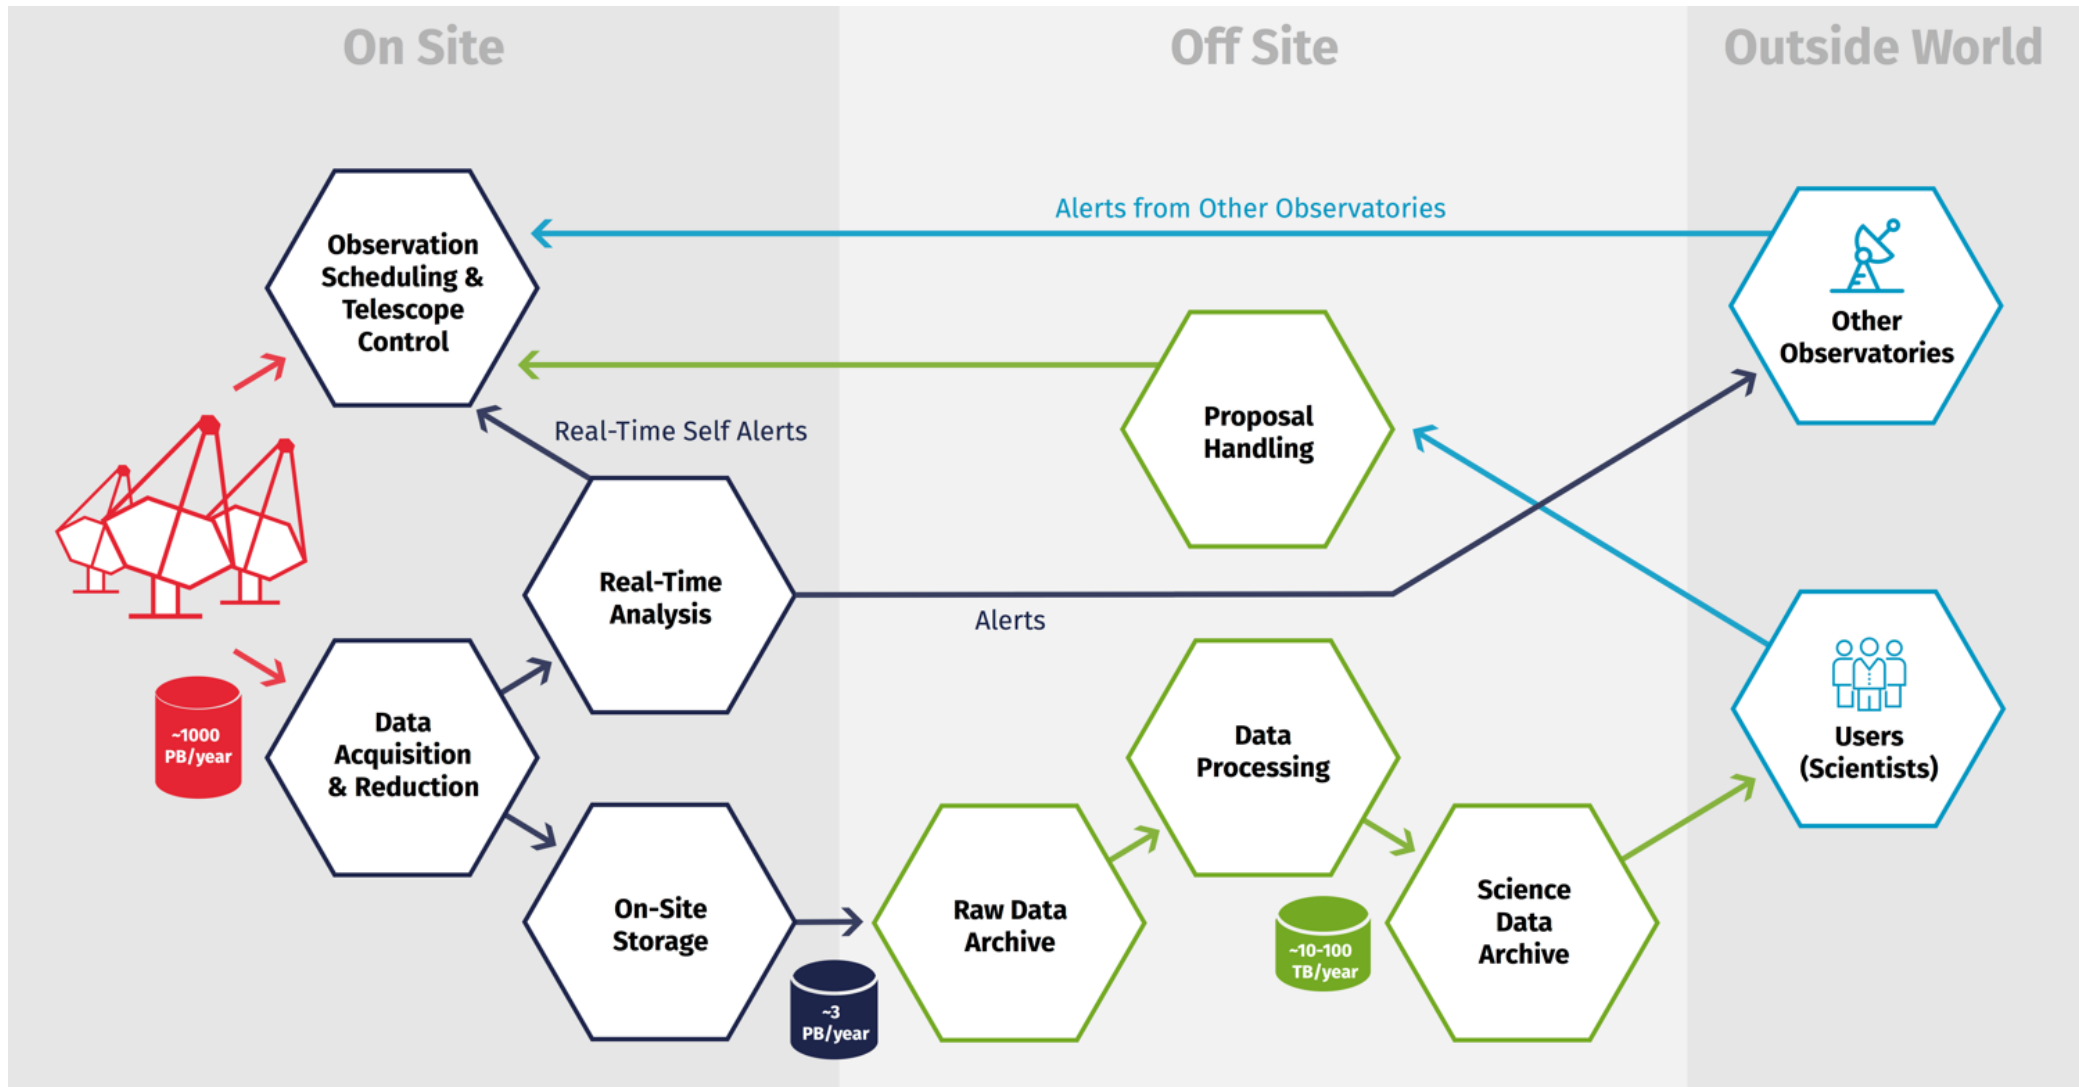 On Site
Off Site
Outside World
Observation
Scheduling &
Telescope
Control
Alerts from Other Observatories
Other
Observatories
Proposal
Handling
Real-Time Self Alerts
Real-Time
Analysis
Alerts
~1000
PB/year
Data
Acquisition
& Reduction
Data
Processing
Users
(Scientists)
On-Site
Storage
~3
PB/year
Raw Data
Archive
~10-100
TB/year
Science
Data
Archive